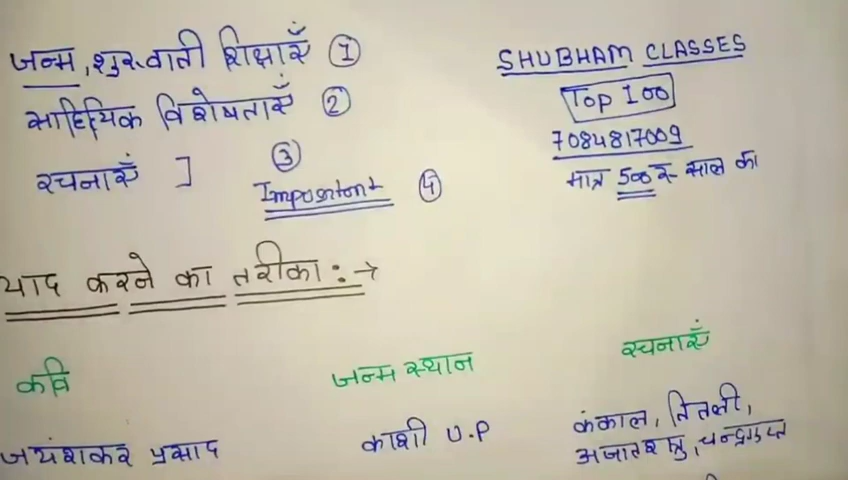 जन्म, शुरुवाती शिक्षाएँ ①
साहित्यिक विशेषताएँ ②
रचनाएँ ] ③
Important ④
SHUBHAM CLASSES
Top 100
7084817009
मात्र 500 रु साल का
याद करने का तरीका :→
कवि जन्म स्थान रचनाएँ
जयशंकर प्रसाद काशी U.P कंकाल, तितली,
अजातशत्रु, चन्द्रगुप्त